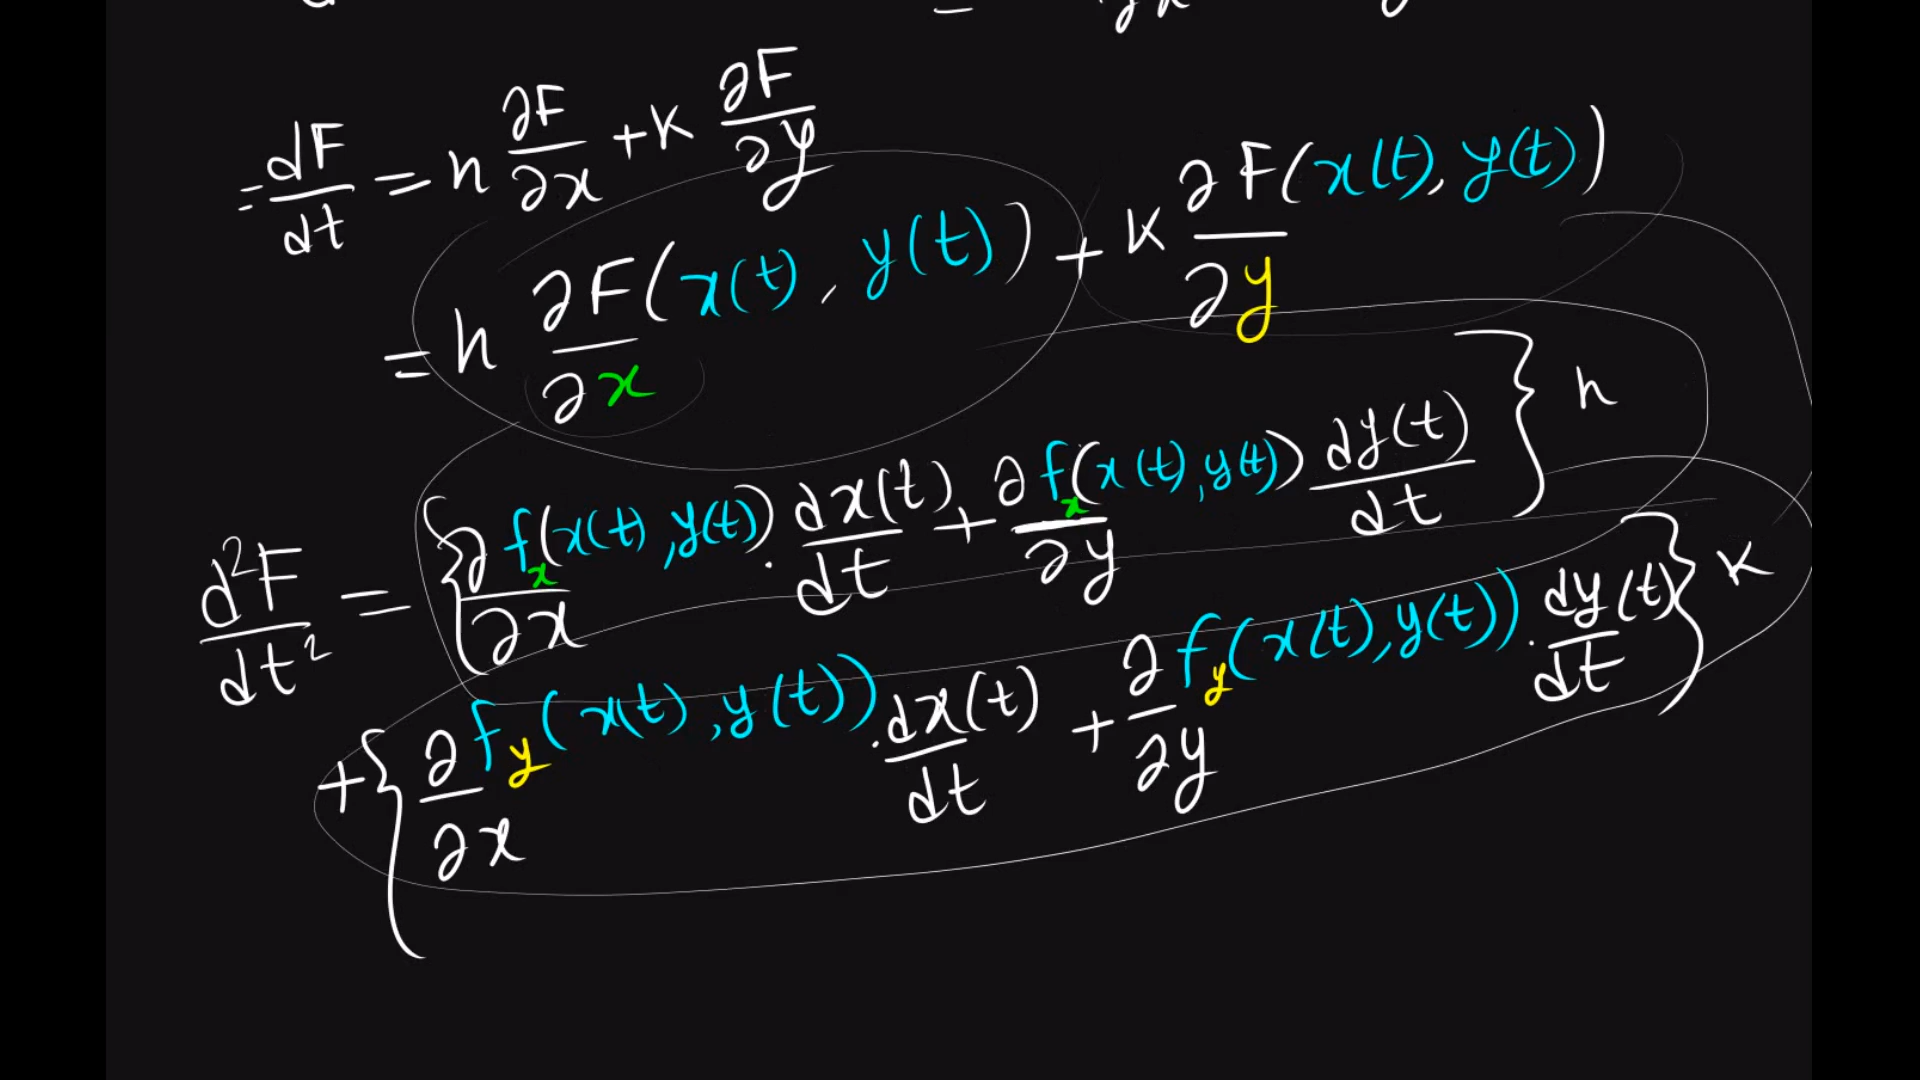 = dF/dt = h ∂F/∂x + k ∂F/∂y
= h ∂F(x(t), y(t))/∂x + k ∂F(x(t), y(t))/∂y
d²F/dt² = {∂f_x(x(t), y(t))/∂x · dx(t)/dt + ∂f_x(x(t), y(t))/∂y dy(t)/dt} h
+ {∂f_y(x(t), y(t))/∂x · dx(t)/dt + ∂f_y(x(t), y(t))/∂y · dy(t)/dt} k